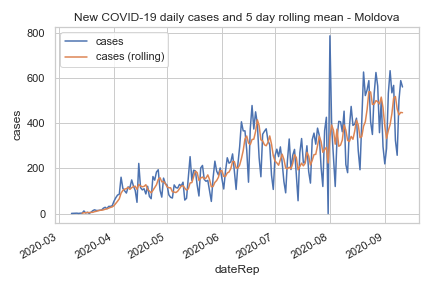 New COVID-19 daily cases and 5 day rolling mean - Moldova
cases
cases (rolling)
800
600
400
200
0
cases
2020-03
2020-04
2020-05
2020-06
2020-07
2020-08
2020-09
dateRep